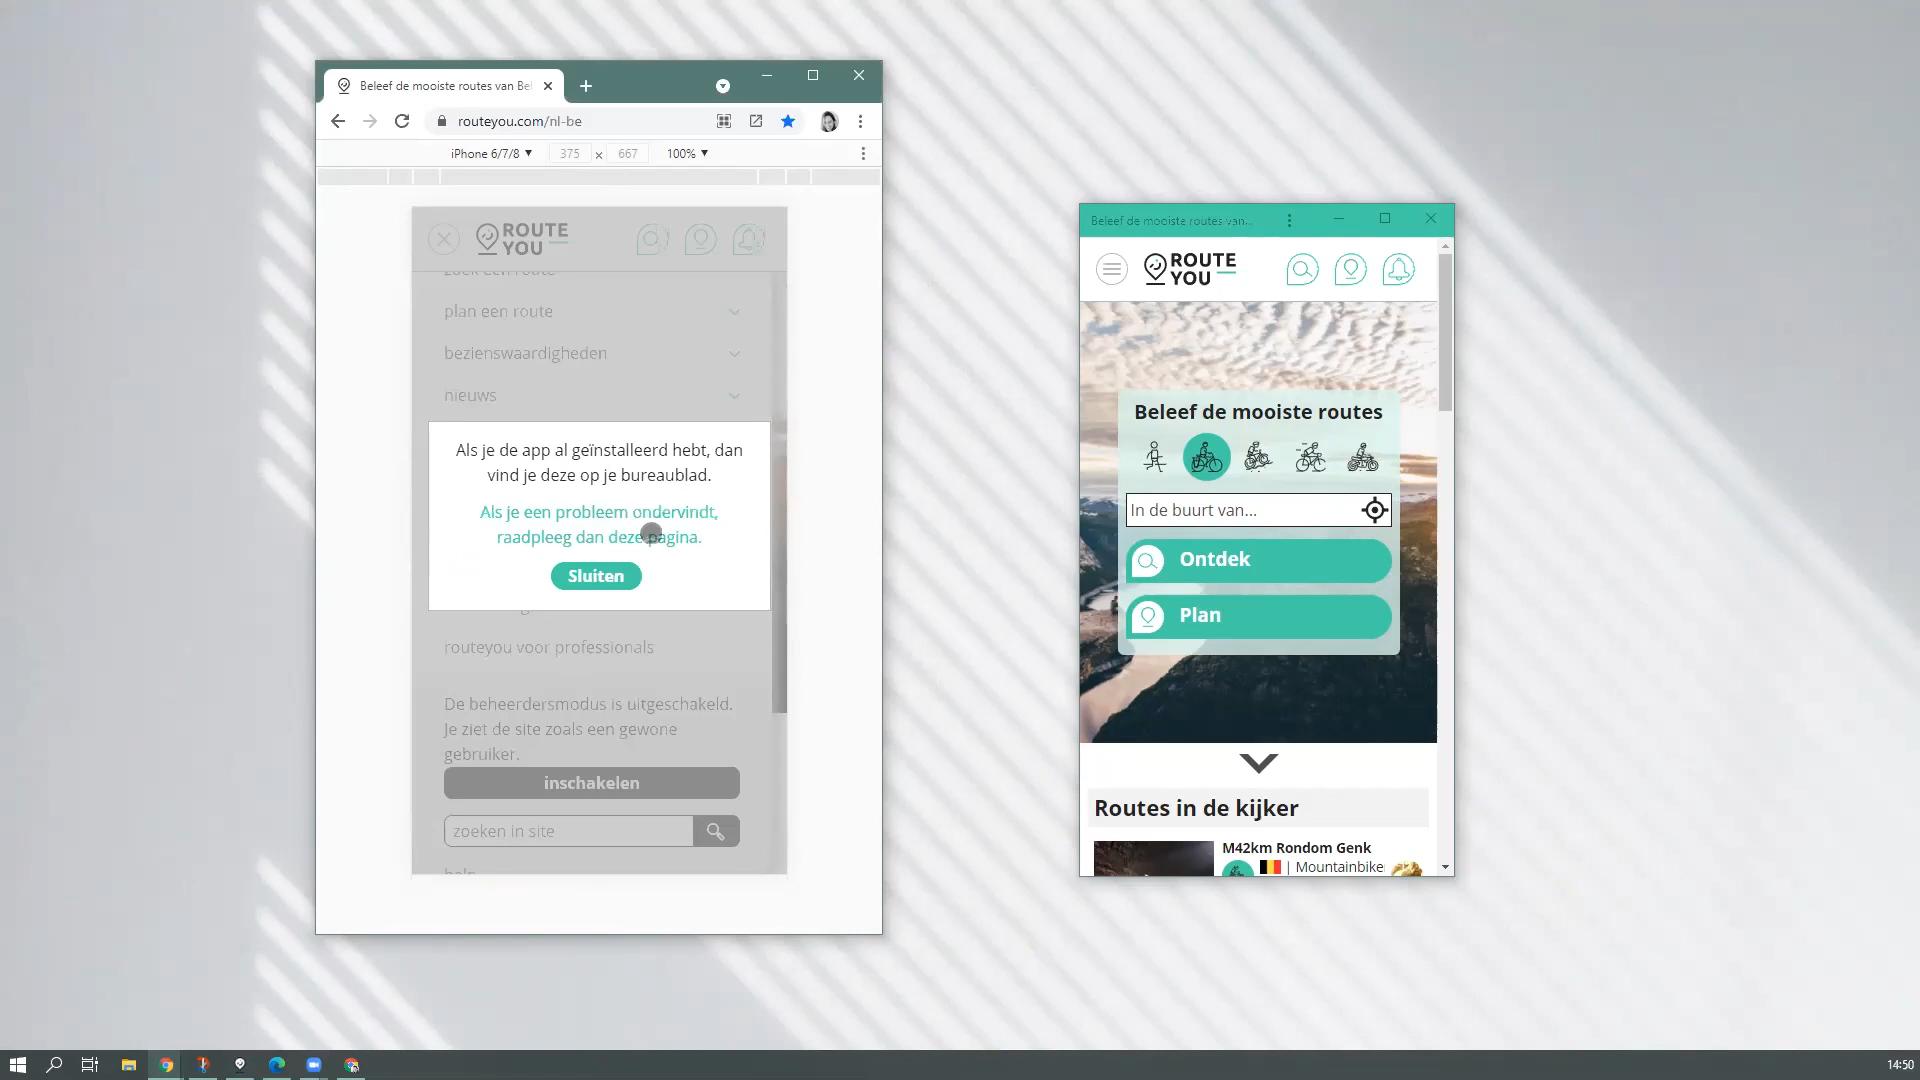 Beleef de mooiste routes van Bel
routeyou.com/nl-be
iPhone 6/7/8
375
x
667
100%
ROUTE
YOU
zoek een route
plan een route
bezienswaardigheden
nieuws
Als je de app al geïnstalleerd hebt, dan
vind je deze op je bureaublad.
Als je een probleem ondervindt,
raadpleeg dan deze pagina.
Sluiten
routeyou voor professionals
De beheerdersmodus is uitgeschakeld.
Je ziet de site zoals een gewone
gebruiker.
inschakelen
zoeken in site
Beleef de mooiste routes van...
ROUTE
YOU
Beleef de mooiste routes
In de buurt van...
Ontdek
Plan
Routes in de kijker
M42km Rondom Genk
| Mountainbike
14:50